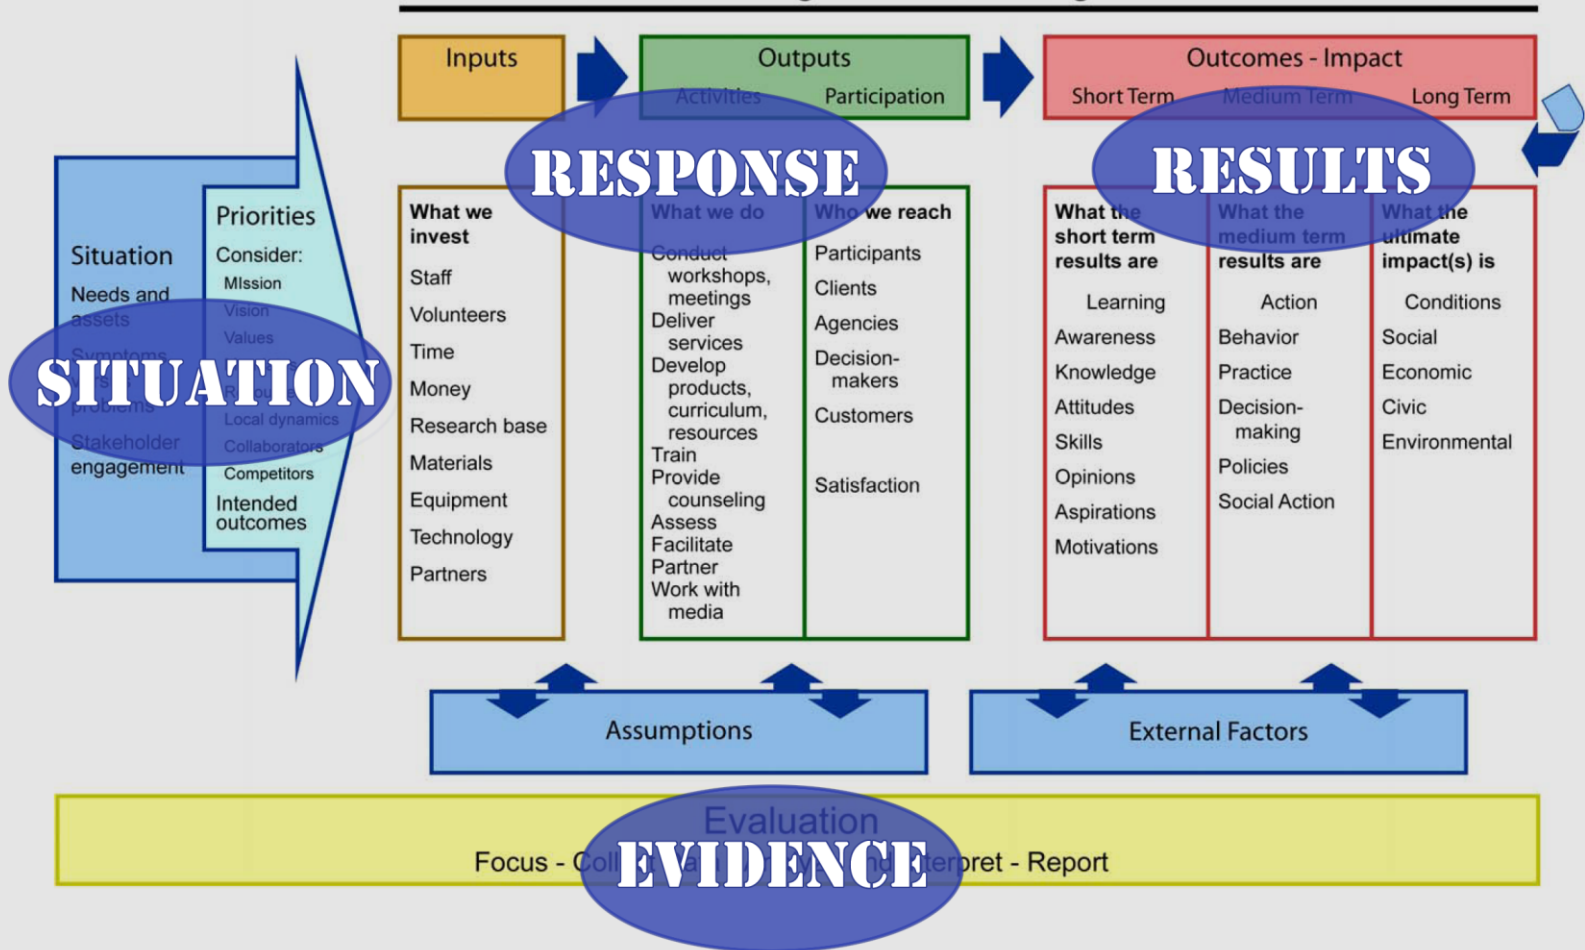 Inputs
Outputs
Activities Participation
Outcomes - Impact
Short Term Medium Term Long Term
RESPONSE
RESULTS
SITUATION
EVIDENCE
Situation
Needs and
assets
Symptoms
problems
Stakeholder
engagement
Priorities
Consider:
MIssion
Vision
Values
Local dynamics
Collaborators
Competitors
Intended
outcomes
What we
invest
Staff
Volunteers
Time
Money
Research base
Materials
Equipment
Technology
Partners
What we do
Conduct
workshops,
meetings
Deliver
services
Develop
products,
curriculum,
resources
Train
Provide
counseling
Assess
Facilitate
Partner
Work with
media
Who we reach
Participants
Clients
Agencies
Decision-
makers
Customers
Satisfaction
What the
short term
results are
Learning
Awareness
Knowledge
Attitudes
Skills
Opinions
Aspirations
Motivations
What the
medium term
results are
Action
Behavior
Practice
Decision-
making
Policies
Social Action
What the
ultimate
impact(s) is
Conditions
Social
Economic
Civic
Environmental
Assumptions
External Factors
Evaluation
Focus - Collect - Report